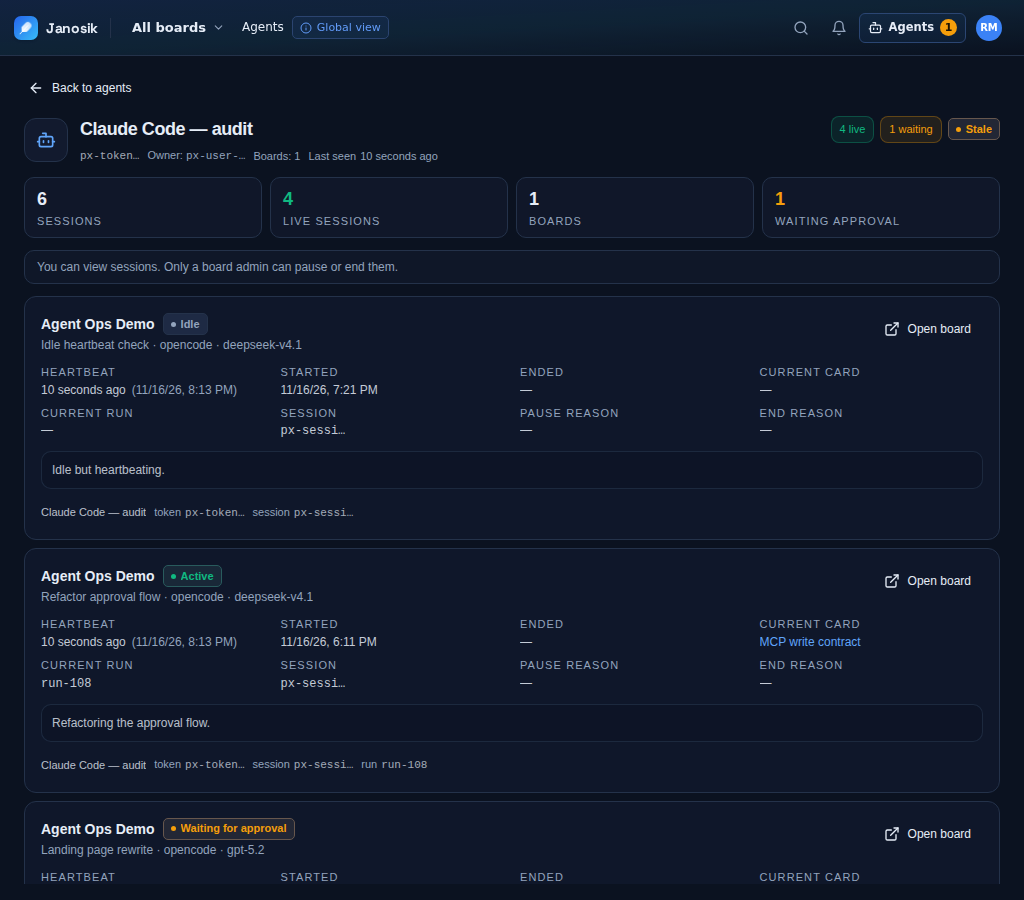 Janosik All boards Agents Global view Agents 1 RM
Back to agents
Claude Code — audit
4 live 1 waiting Stale
px-token… Owner: px-user-… Boards: 1 Last seen 10 seconds ago
6
SESSIONS
4
LIVE SESSIONS
1
BOARDS
1
WAITING APPROVAL
You can view sessions. Only a board admin can pause or end them.
Agent Ops Demo Idle
Open board
Idle heartbeat check · opencode · deepseek-v4.1
HEARTBEAT STARTED ENDED CURRENT CARD
10 seconds ago (11/16/26, 8:13 PM) 11/16/26, 7:21 PM — —
CURRENT RUN SESSION PAUSE REASON END REASON
— px-sessi… — —
Idle but heartbeating.
Claude Code — audit token px-token… session px-sessi…
Agent Ops Demo Active
Open board
Refactor approval flow · opencode · deepseek-v4.1
HEARTBEAT STARTED ENDED CURRENT CARD
10 seconds ago (11/16/26, 8:13 PM) 11/16/26, 6:11 PM — MCP write contract
CURRENT RUN SESSION PAUSE REASON END REASON
run-108 px-sessi… — —
Refactoring the approval flow.
Claude Code — audit token px-token… session px-sessi… run run-108
Agent Ops Demo Waiting for approval
Open board
Landing page rewrite · opencode · gpt-5.2
HEARTBEAT STARTED ENDED CURRENT CARD